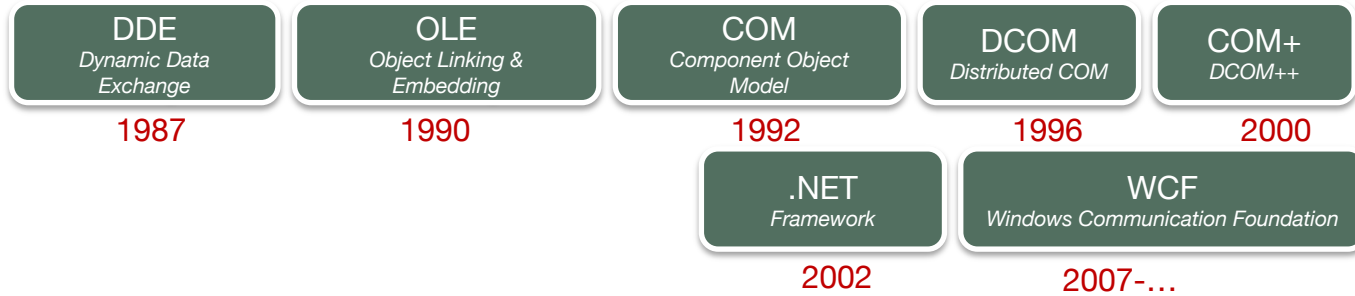 DDE
Dynamic Data
Exchange
1987
OLE
Object Linking &
Embedding
1990
COM
Component Object
Model
1992
DCOM
Distributed COM
1996
COM+
DCOM++
2000
.NET
Framework
2002
WCF
Windows Communication Foundation
2007-...